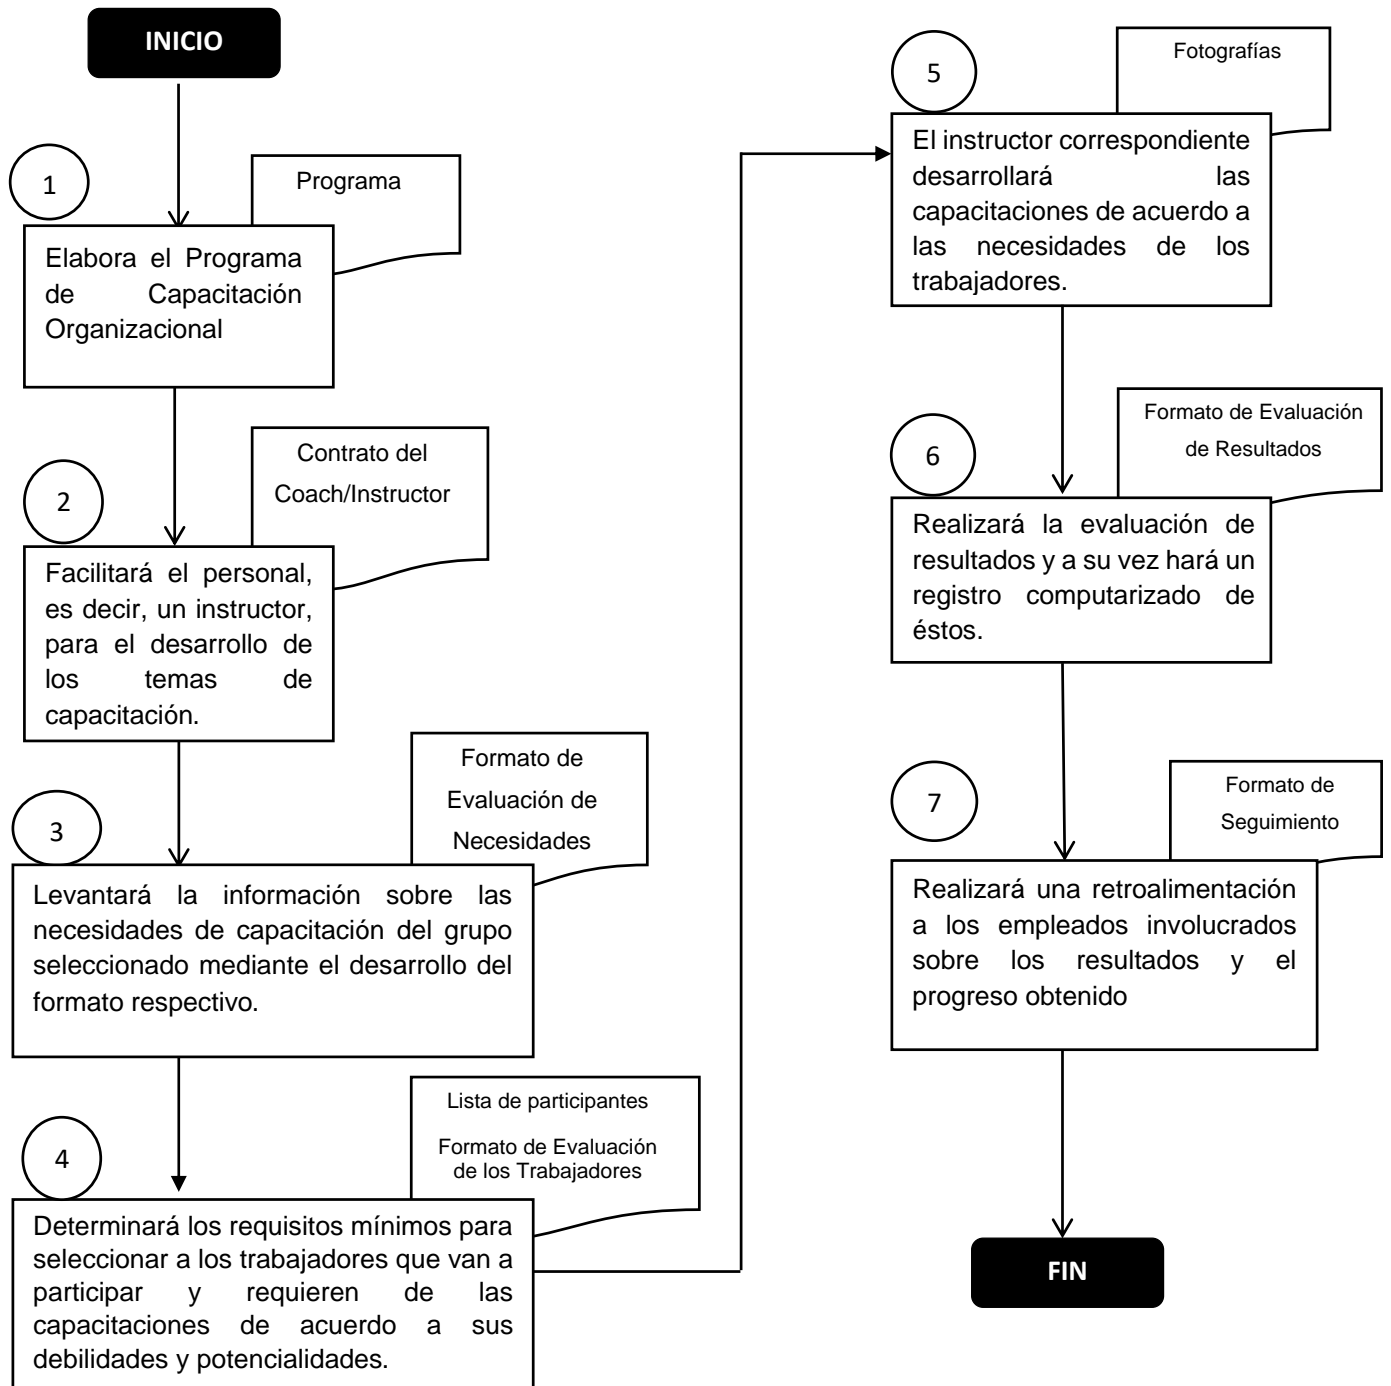 INICIO
1
Programa
Elabora el Programa
de Capacitación
Organizacional
2
Contrato del
Coach/Instructor
Facilitará el personal,
es decir, un instructor,
para el desarrollo de
los temas de
capacitación.
3
Formato de
Evaluación de
Necesidades
Levantará la información sobre las
necesidades de capacitación del grupo
seleccionado mediante el desarrollo del
formato respectivo.
4
Lista de participantes
Formato de Evaluación
de los Trabajadores
Determinará los requisitos mínimos para
seleccionar a los trabajadores que van a
participar y requieren de las
capacitaciones de acuerdo a sus
debilidades y potencialidades.
5
Fotografías
El instructor correspondiente
desarrollará las
capacitaciones de acuerdo a
las necesidades de los
trabajadores.
6
Formato de Evaluación
de Resultados
Realizará la evaluación de
resultados y a su vez hará un
registro computarizado de
éstos.
7
Formato de
Seguimiento
Realizará una retroalimentación
a los empleados involucrados
sobre los resultados y el
progreso obtenido
FIN